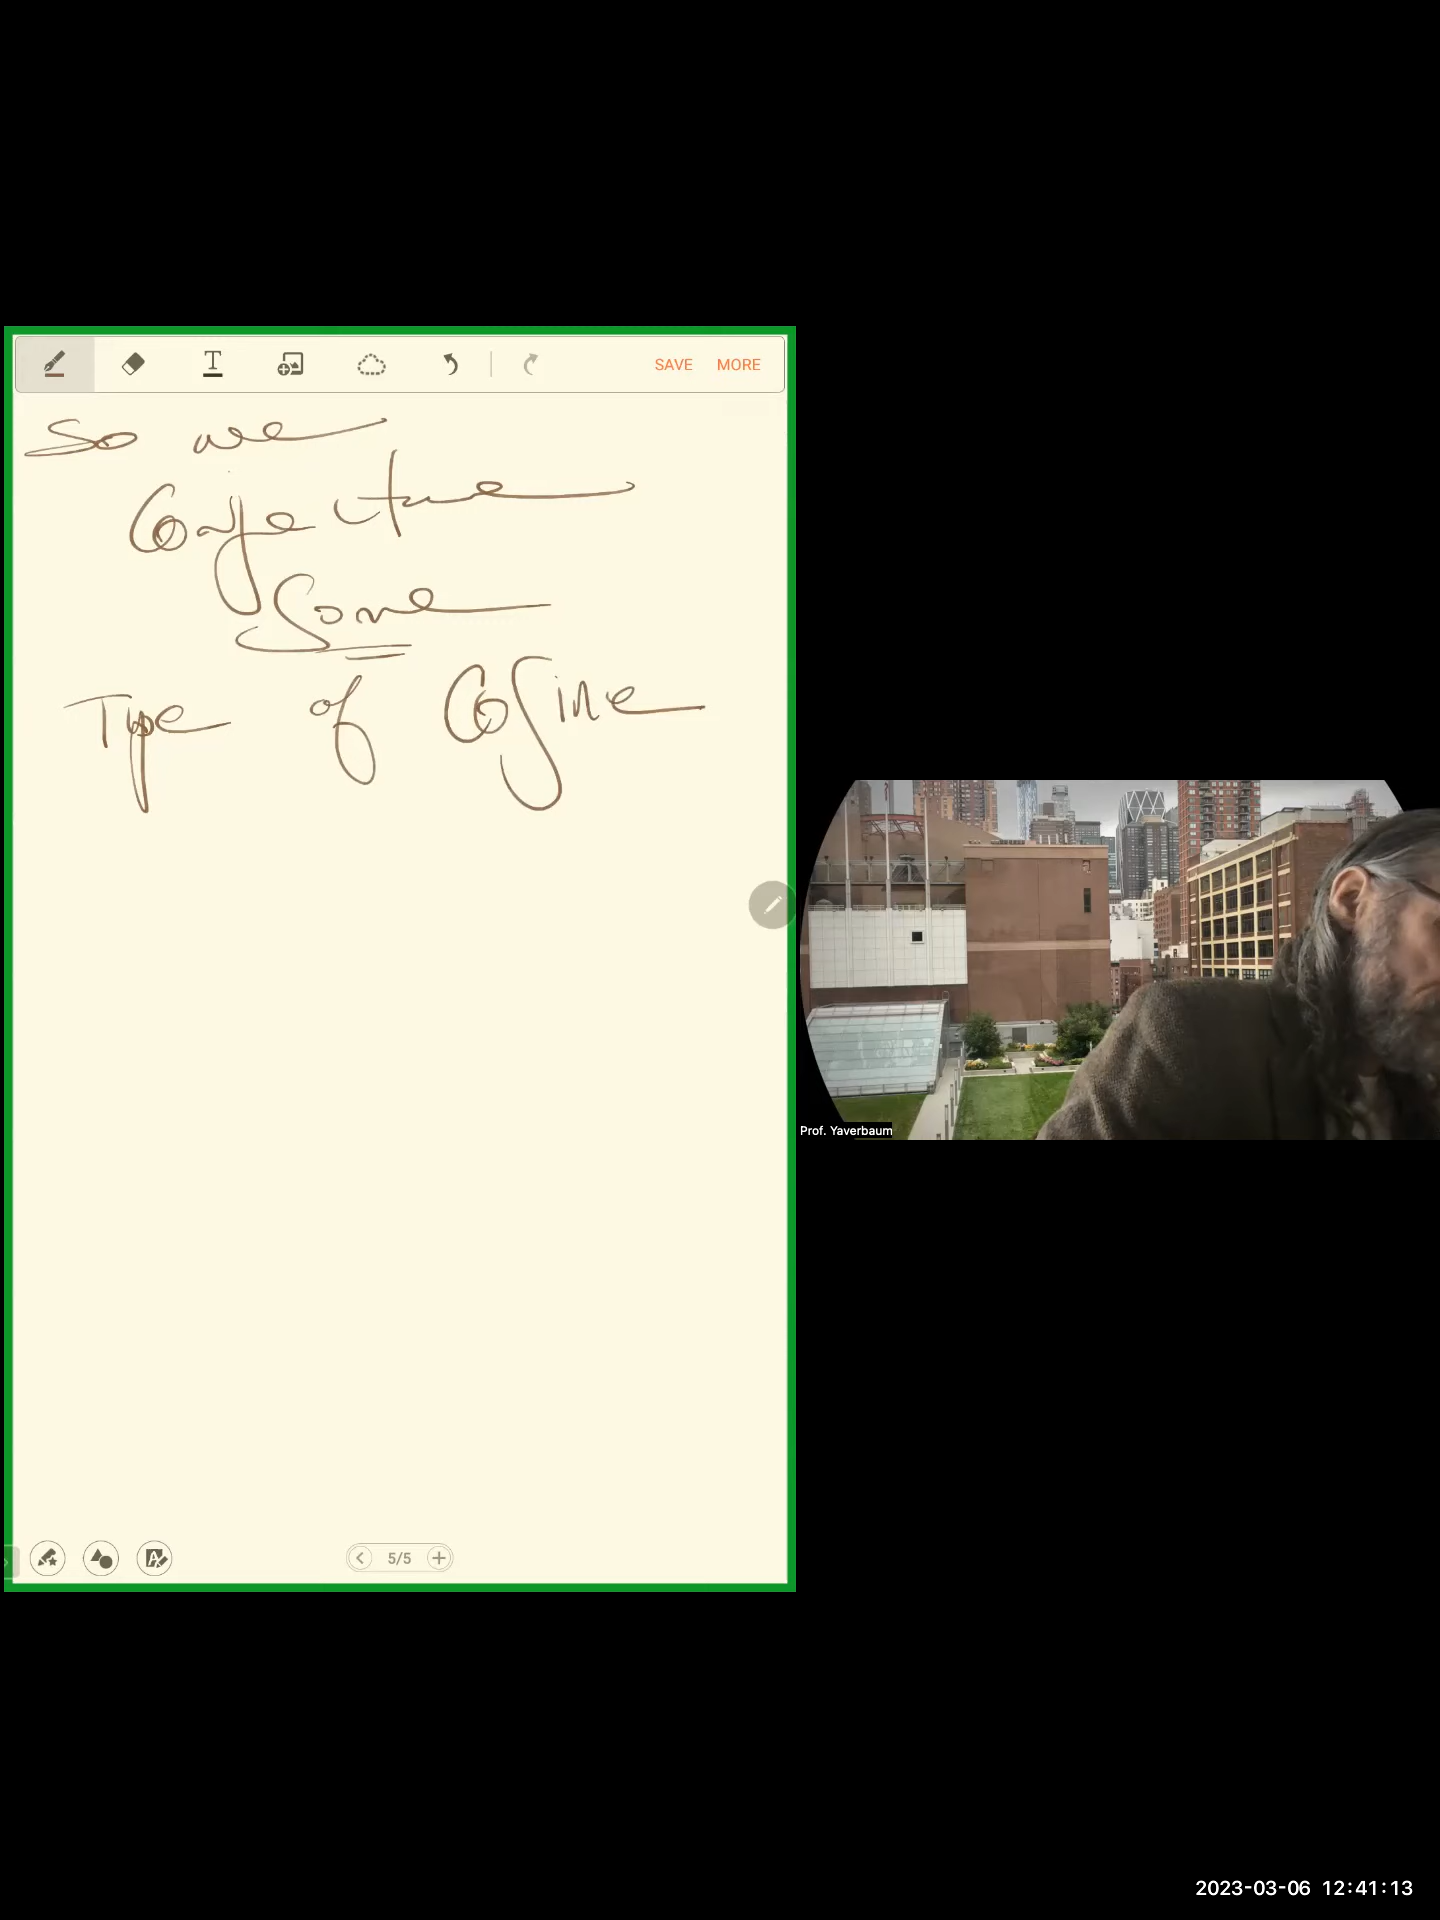 SAVE MORE
So we
Conjecture
Some
Type of Cosine
Prof. Yaverbaum
5/5
2023-03-06 12:41:13